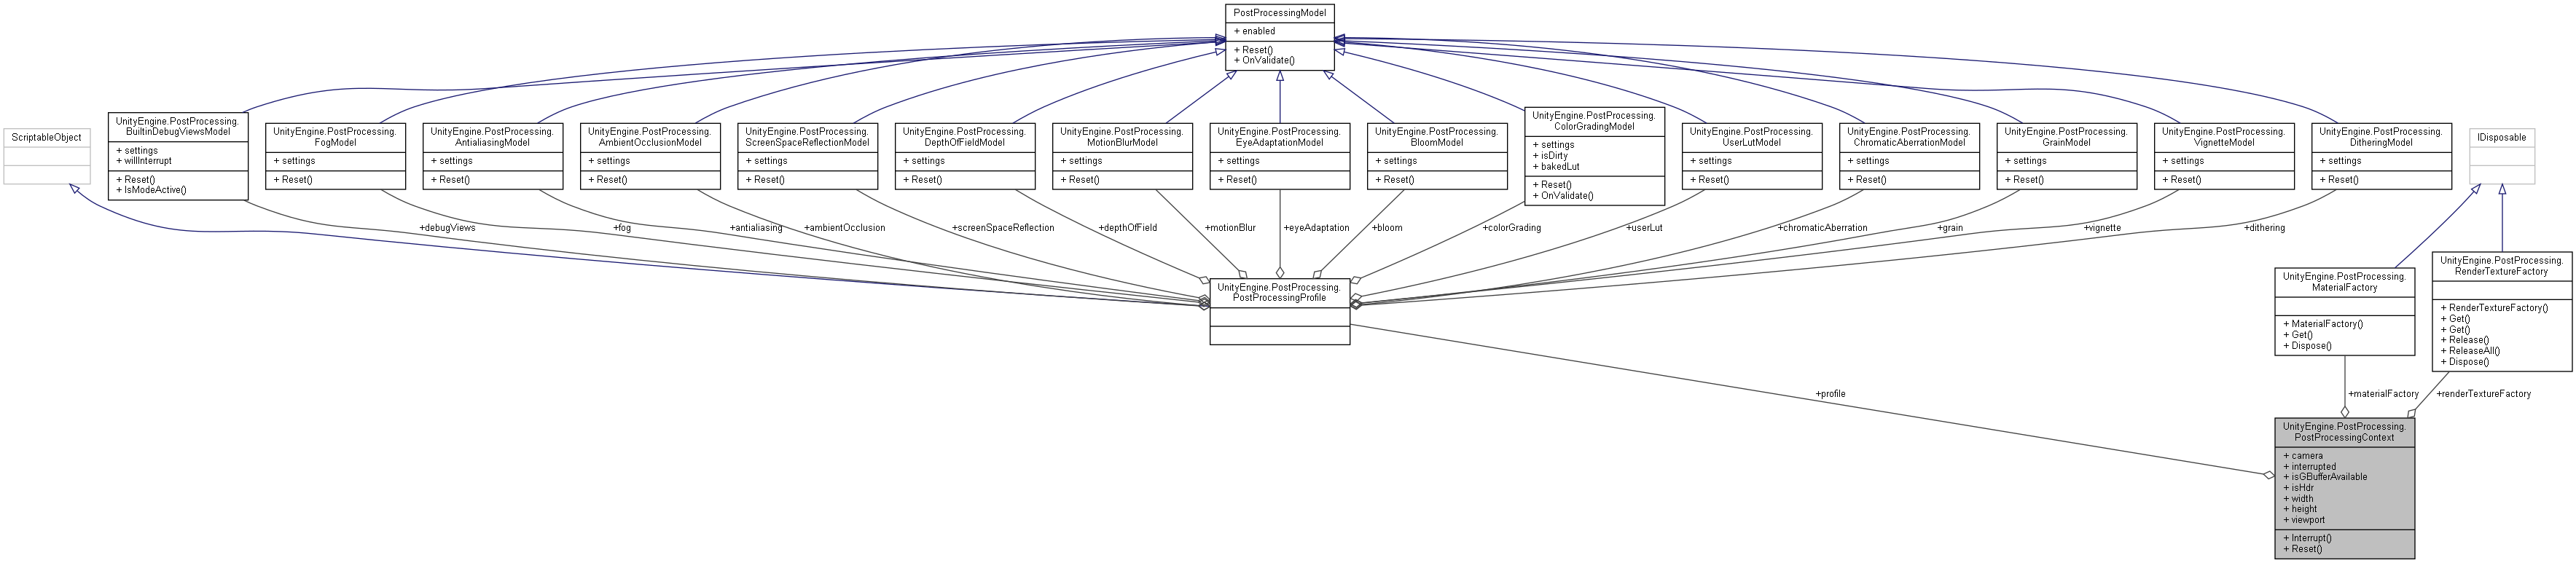 PostProcessingModel
+ enabled
+ Reset()
+ OnValidate()
ScriptableObject
UnityEngine.PostProcessing.
BuiltinDebugViewsModel
+ settings
+ willInterrupt
+ Reset()
+ IsModeActive()
UnityEngine.PostProcessing.
FogModel
+ settings
+ Reset()
UnityEngine.PostProcessing.
AntialiasingModel
+ settings
+ Reset()
UnityEngine.PostProcessing.
AmbientOcclusionModel
+ settings
+ Reset()
UnityEngine.PostProcessing.
ScreenSpaceReflectionModel
+ settings
+ Reset()
UnityEngine.PostProcessing.
DepthOfFieldModel
+ settings
+ Reset()
UnityEngine.PostProcessing.
MotionBlurModel
+ settings
+ Reset()
UnityEngine.PostProcessing.
EyeAdaptationModel
+ settings
+ Reset()
UnityEngine.PostProcessing.
BloomModel
+ settings
+ Reset()
UnityEngine.PostProcessing.
ColorGradingModel
+ settings
+ isDirty
+ bakedLut
+ Reset()
+ OnValidate()
UnityEngine.PostProcessing.
UserLutModel
+ settings
+ Reset()
UnityEngine.PostProcessing.
ChromaticAberrationModel
+ settings
+ Reset()
UnityEngine.PostProcessing.
GrainModel
+ settings
+ Reset()
UnityEngine.PostProcessing.
VignetteModel
+ settings
+ Reset()
UnityEngine.PostProcessing.
DitheringModel
+ settings
+ Reset()
IDisposable
+debugViews
+fog
+antialiasing
+ambientOcclusion
+screenSpaceReflection
+depthOfField
+motionBlur
+eyeAdaptation
+bloom
+colorGrading
+userLut
+chromaticAberration
+grain
+vignette
+dithering
UnityEngine.PostProcessing.
PostProcessingProfile
UnityEngine.PostProcessing.
MaterialFactory
+ MaterialFactory()
+ Get()
+ Dispose()
UnityEngine.PostProcessing.
RenderTextureFactory
+ RenderTextureFactory()
+ Get()
+ Get()
+ Release()
+ ReleaseAll()
+ Dispose()
+profile
+materialFactory
+renderTextureFactory
UnityEngine.PostProcessing.
PostProcessingContext
+ camera
+ interrupted
+ isGBufferAvailable
+ isHdr
+ width
+ height
+ viewport
+ Interrupt()
+ Reset()